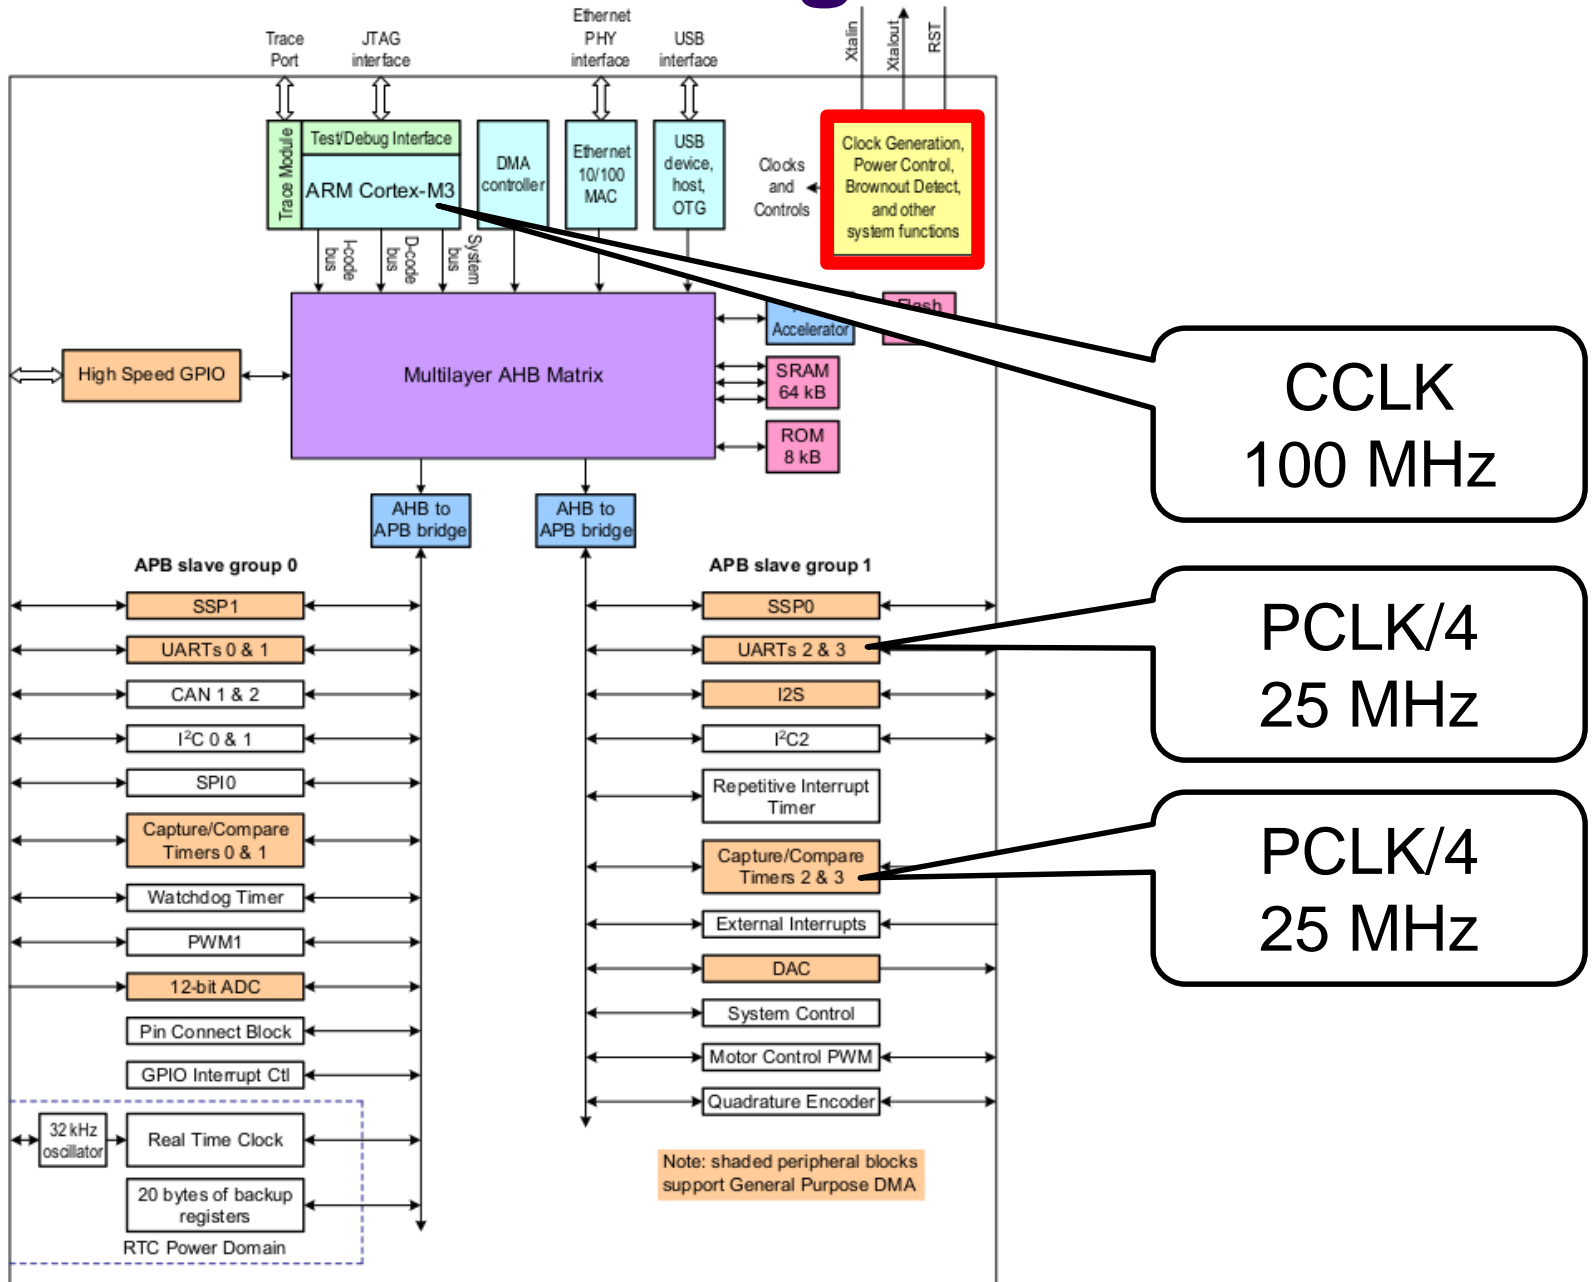 Trace
Port
JTAG
interface
Ethernet
PHY
interface
USB
interface
Xtalin
Xtalout
RST
Trace Module
Test/Debug Interface
ARM Cortex-M3
DMA
controller
Ethernet
10/100
MAC
USB
device,
host,
OTG
Clocks
and
Controls
Clock Generation,
Power Control,
Brownout Detect,
and other
system functions
I-code
bus
D-code
bus
System
bus
Multilayer AHB Matrix
High Speed GPIO
Accelerator
Flash
SRAM
64 kB
ROM
8 kB
CCLK
100 MHz
AHB to
APB bridge
AHB to
APB bridge
APB slave group 0
SSP1
UARTs 0 & 1
CAN 1 & 2
I²C 0 & 1
SPI0
Capture/Compare
Timers 0 & 1
Watchdog Timer
PWM1
12-bit ADC
Pin Connect Block
GPIO Interrupt Ctl
32 kHz
oscillator
Real Time Clock
20 bytes of backup
registers
RTC Power Domain
APB slave group 1
SSP0
UARTs 2 & 3
I2S
I²C2
Repetitive Interrupt
Timer
Capture/Compare
Timers 2 & 3
External Interrupts
DAC
System Control
Motor Control PWM
Quadrature Encoder
Note: shaded peripheral blocks
support General Purpose DMA
PCLK/4
25 MHz
PCLK/4
25 MHz